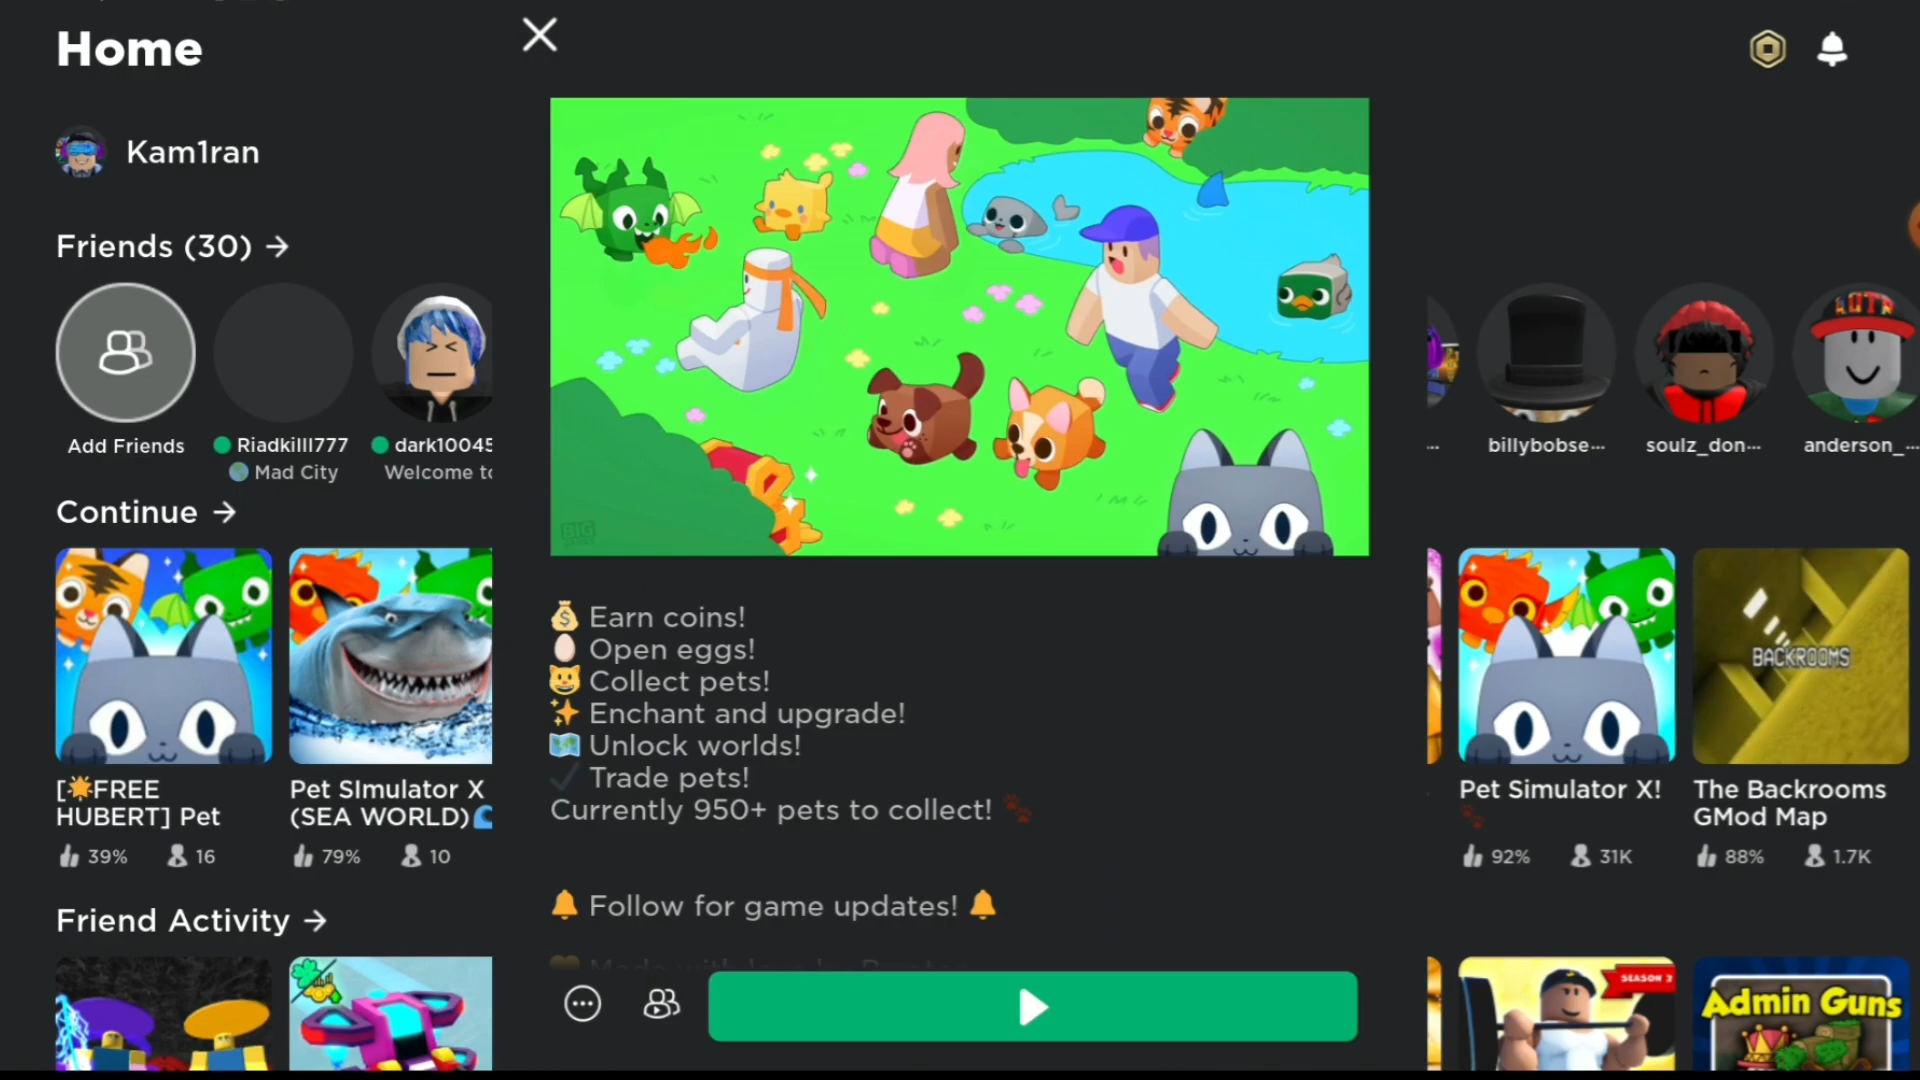 Home
Kam1ran
Friends (30) →
Add Friends
Riadkilll777
Mad City
dark10045
Welcome to
billybobse...
soulz_don...
anderson_...
Continue →
[🌟FREE
HUBERT] Pet
39% 16
Pet SImulator X
(SEA WORLD)🌊
79% 10
BIG
💰 Earn coins!
🥚 Open eggs!
😺 Collect pets!
✨ Enchant and upgrade!
🗺️ Unlock worlds!
✔️ Trade pets!
Currently 950+ pets to collect! 🐾
🔔 Follow for game updates! 🔔
Pet Simulator X!
🐾
92% 31K
BACKROOMS
The Backrooms
GMod Map
88% 1.7K
Friend Activity →
SEASON 2
Admin Guns